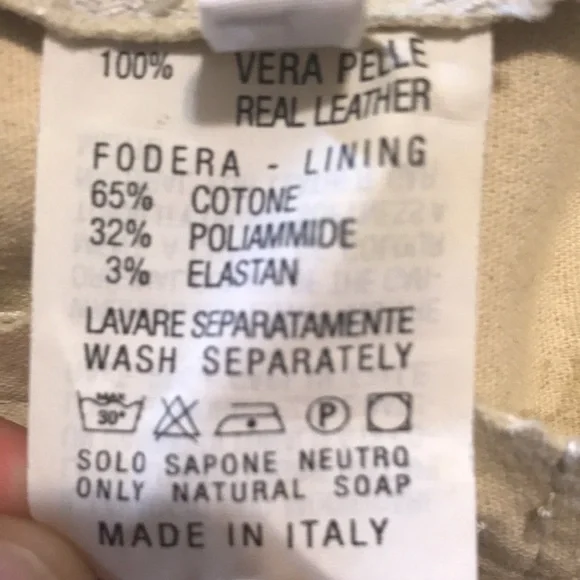 100% VERA PELLE
REAL LEATHER
FODERA - LINING
65% COTONE
32% POLIAMMIDE
3% ELASTAN
LAVARE SEPARATAMENTE
WASH SEPARATELY
MAX 30° P
SOLO SAPONE NEUTRO
ONLY NATURAL SOAP
MADE IN ITALY